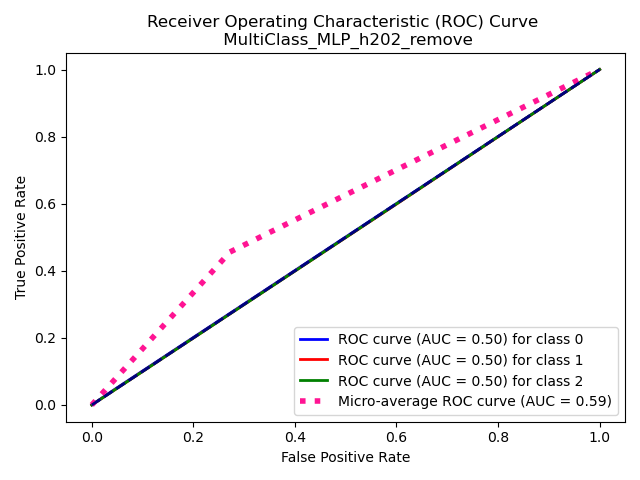 Receiver Operating Characteristic (ROC) Curve
MultiClass_MLP_h202_remove
1.0
0.8
0.6
0.4
0.2
0.0
True Positive Rate
ROC curve (AUC = 0.50) for class 0
ROC curve (AUC = 0.50) for class 1
ROC curve (AUC = 0.50) for class 2
Micro-average ROC curve (AUC = 0.59)
0.0 0.2 0.4 0.6 0.8 1.0
False Positive Rate